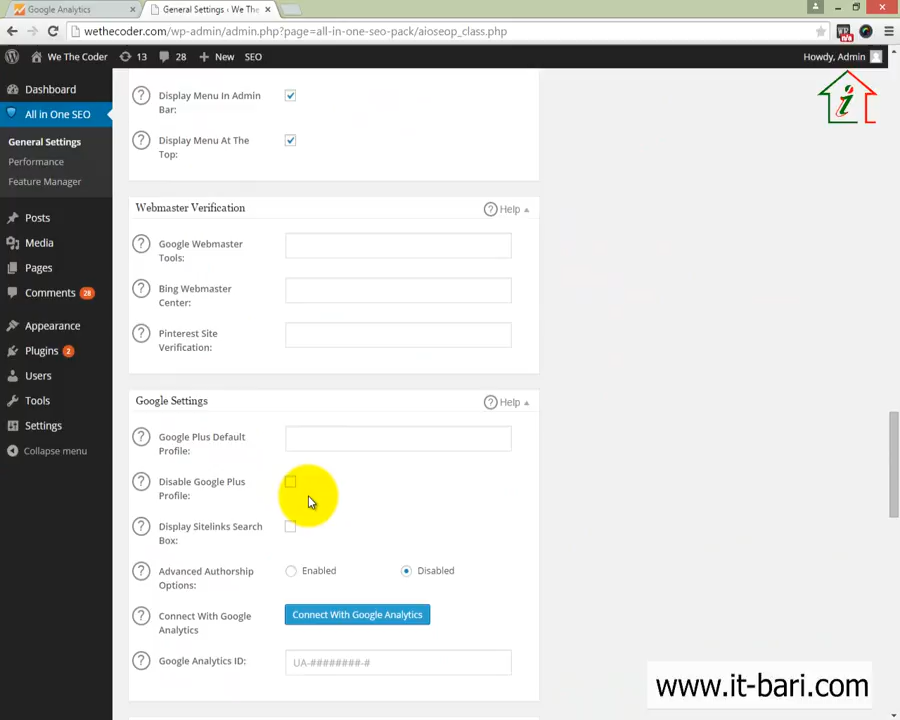 Google Analytics
General Settings ‹ We The
wethecoder.com/wp-admin/admin.php?page=all-in-one-seo-pack/aioseop_class.php
We The Coder 13 28 New SEO Howdy, Admin
Dashboard
All in One SEO
General Settings
Performance
Feature Manager
Posts
Media
Pages
Comments 28
Appearance
Plugins 2
Users
Tools
Settings
Collapse menu
Display Menu In Admin
Bar:
Display Menu At The
Top:
Webmaster Verification
Help
Google Webmaster
Tools:
Bing Webmaster
Center:
Pinterest Site
Verification:
Google Settings
Help
Google Plus Default
Profile:
Disable Google Plus
Profile:
Display Sitelinks Search
Box:
Advanced Authorship
Options:
Enabled
Disabled
Connect With Google
Analytics
Connect With Google Analytics
Google Analytics ID:
UA-########-#
www.it-bari.com